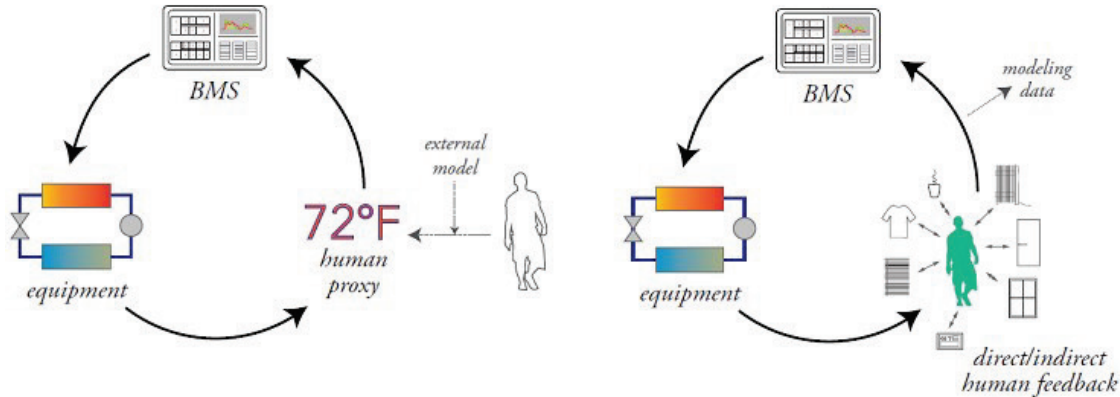 BMS
external
model
72°F
human
proxy
equipment
BMS
modeling
data
equipment
direct/indirect
human feedback